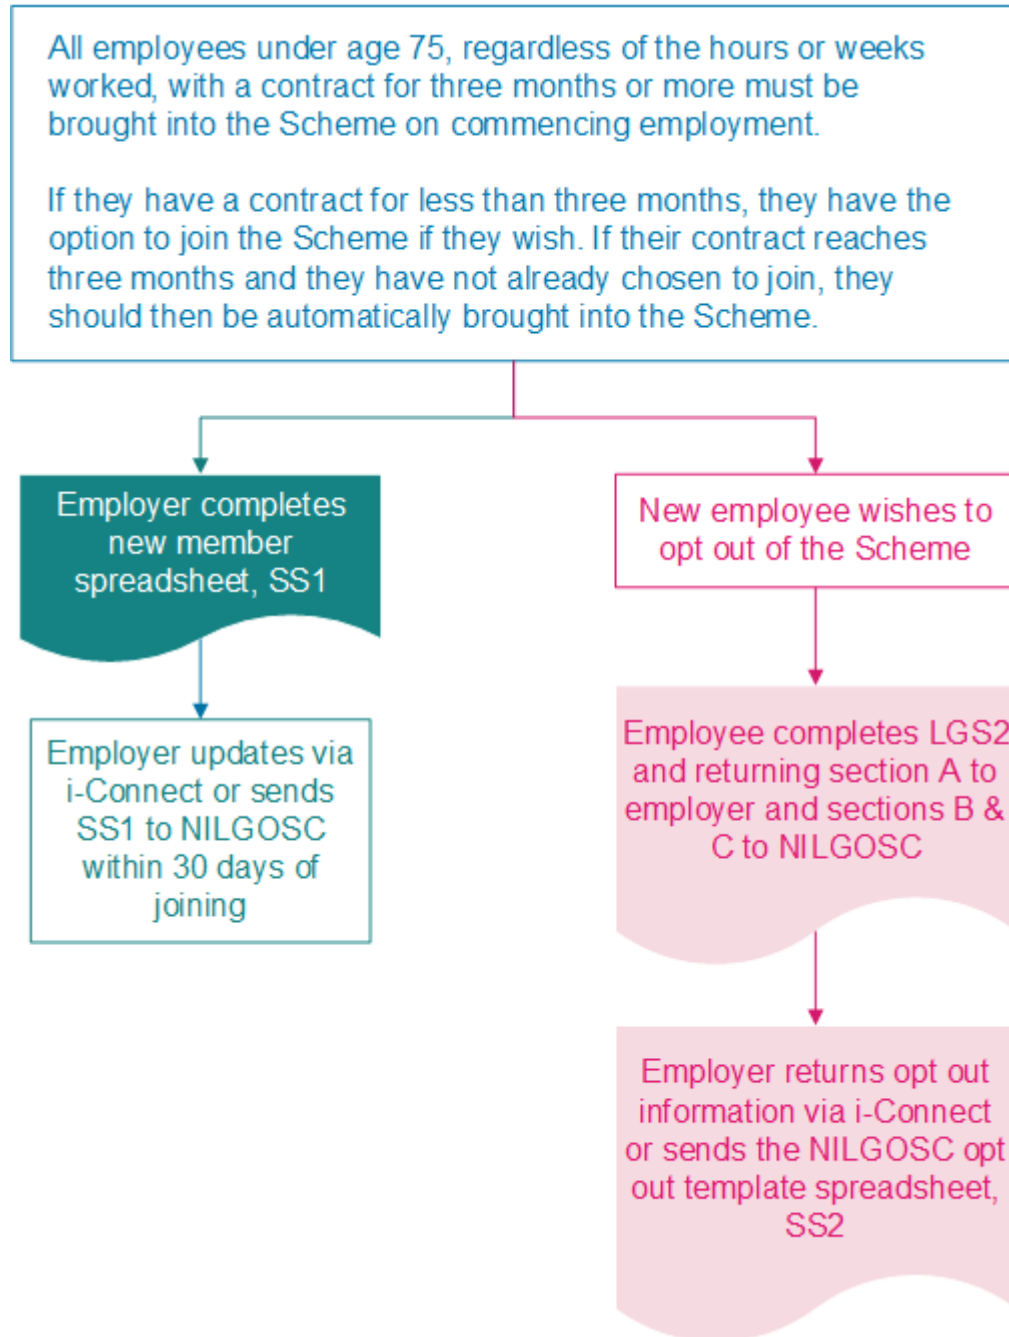 All employees under age 75, regardless of the hours or weeks
worked, with a contract for three months or more must be
brought into the Scheme on commencing employment.
If they have a contract for less than three months, they have the
option to join the Scheme if they wish. If their contract reaches
three months and they have not already chosen to join, they
should then be automatically brought into the Scheme.
Employer completes
new member
spreadsheet, SS1
Employer updates via
i-Connect or sends
SS1 to NILGOSC
within 30 days of
joining
New employee wishes to
opt out of the Scheme
Employee completes LGS2
and returning section A to
employer and sections B &
C to NILGOSC
Employer returns opt out
information via i-Connect
or sends the NILGOSC opt
out template spreadsheet,
SS2